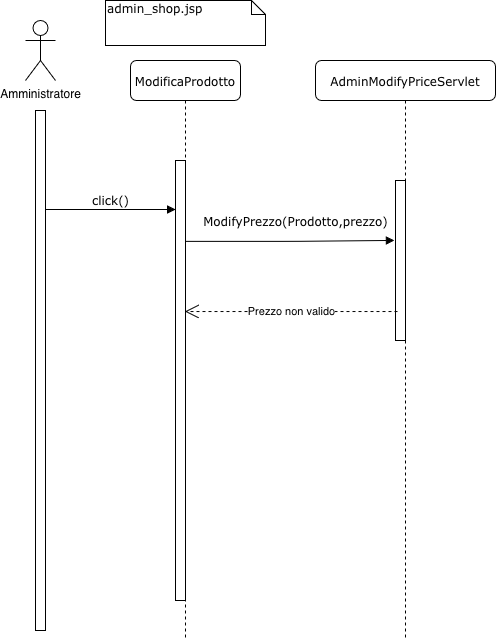 admin_shop.jsp
Amministratore
ModificaProdotto
AdminModifyPriceServlet
click()
ModifyPrezzo(Prodotto,prezzo)
Prezzo non valido